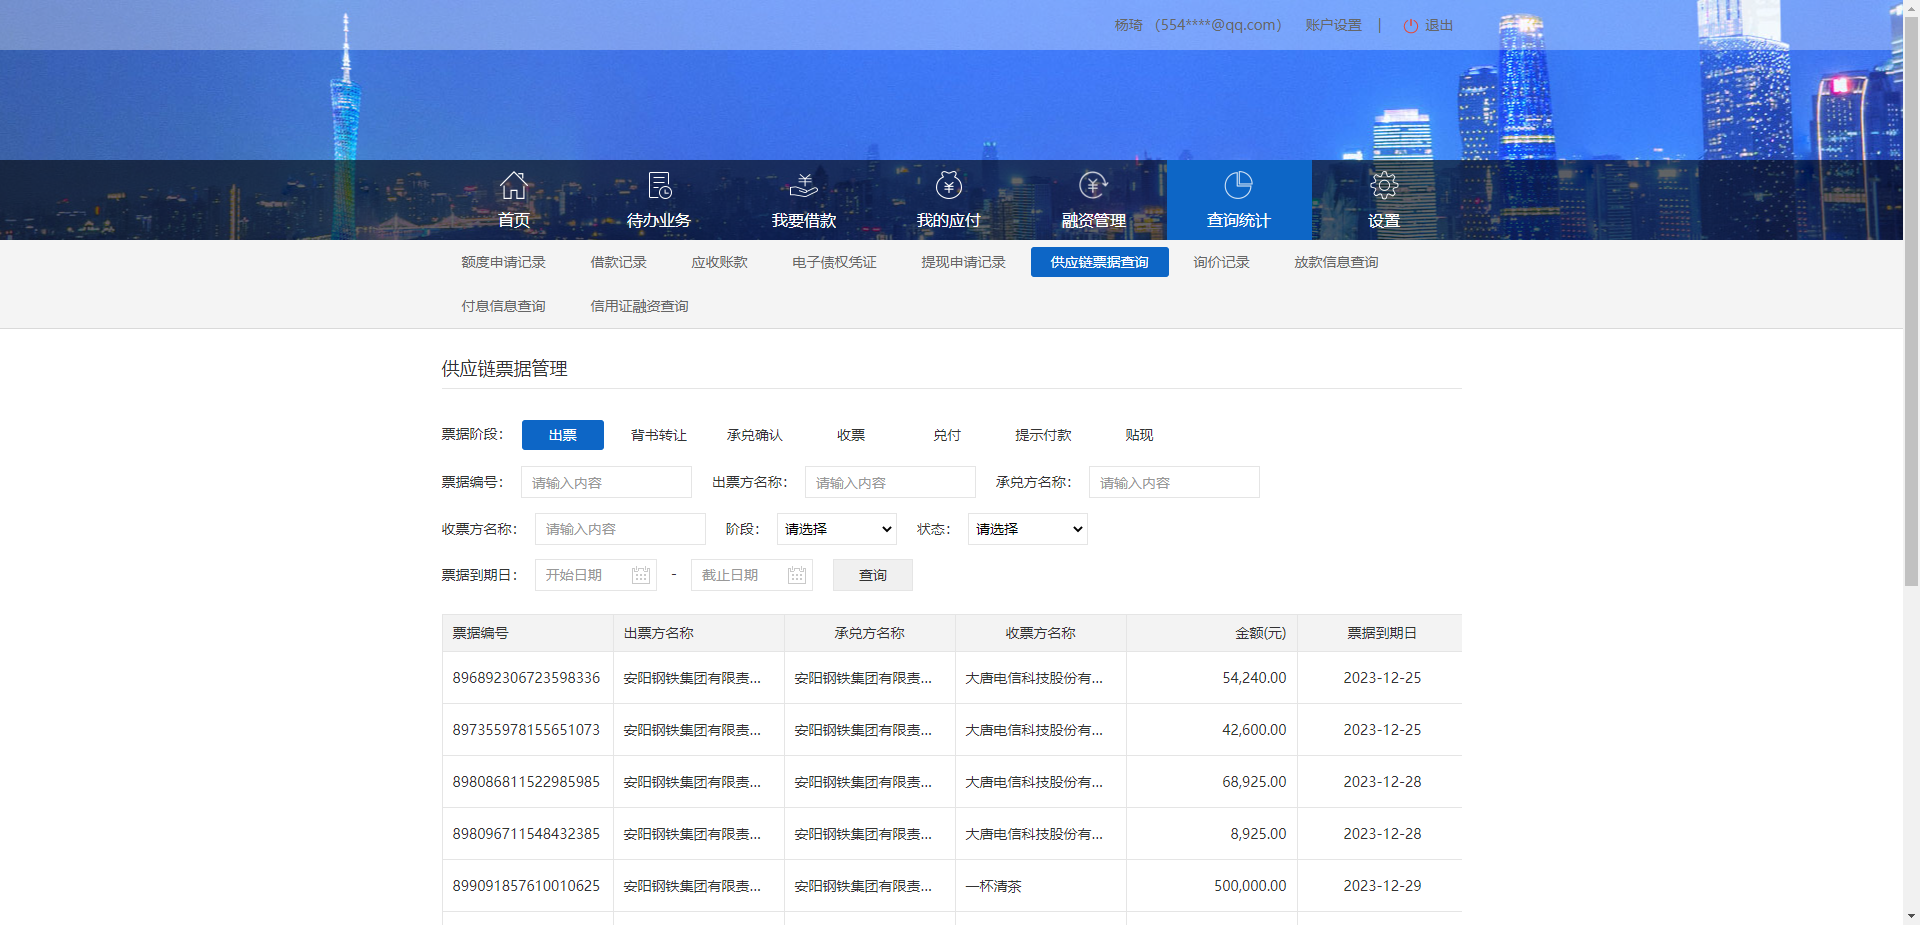 杨琦 （554****@qq.com） 账户设置 | 退出
首页 待办业务 我要借款 我的应付 融资管理 查询统计 设置
额度申请记录 借款记录 应收账款 电子债权凭证 提现申请记录 供应链票据查询 询价记录 放款信息查询
付息信息查询 信用证融资查询
供应链票据管理
票据阶段： 出票 背书转让 承兑确认 收票 兑付 提示付款 贴现
票据编号： 请输入内容 出票方名称： 请输入内容 承兑方名称： 请输入内容
收票方名称： 请输入内容 阶段： 请选择 状态： 请选择
票据到期日： 开始日期 - 截止日期 查询
票据编号 出票方名称 承兑方名称 收票方名称 金额(元) 票据到期日
896892306723598336 安阳钢铁集团有限责... 安阳钢铁集团有限责... 大唐电信科技股份有... 54,240.00 2023-12-25
897355978155651073 安阳钢铁集团有限责... 安阳钢铁集团有限责... 大唐电信科技股份有... 42,600.00 2023-12-25
898086811522985985 安阳钢铁集团有限责... 安阳钢铁集团有限责... 大唐电信科技股份有... 68,925.00 2023-12-28
898096711548432385 安阳钢铁集团有限责... 安阳钢铁集团有限责... 大唐电信科技股份有... 8,925.00 2023-12-28
899091857610010625 安阳钢铁集团有限责... 安阳钢铁集团有限责... 一杯清茶 500,000.00 2023-12-29